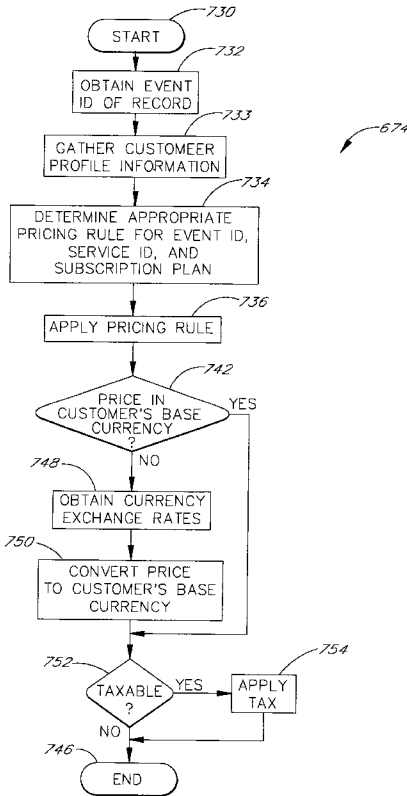 730
START
732
OBTAIN EVENT
ID OF RECORD
733
GATHER CUSTOMEER
PROFILE INFORMATION
674
734
DETERMINE APPROPRIATE
PRICING RULE FOR EVENT ID,
SERVICE ID, AND
SUBSCRIPTION PLAN
736
APPLY PRICING RULE
742
PRICE IN
CUSTOMER'S BASE
CURRENCY
?
YES
NO
748
OBTAIN CURRENCY
EXCHANGE RATES
750
CONVERT PRICE
TO CUSTOMER'S BASE
CURRENCY
752
TAXABLE
?
YES
754
APPLY
TAX
NO
746
END